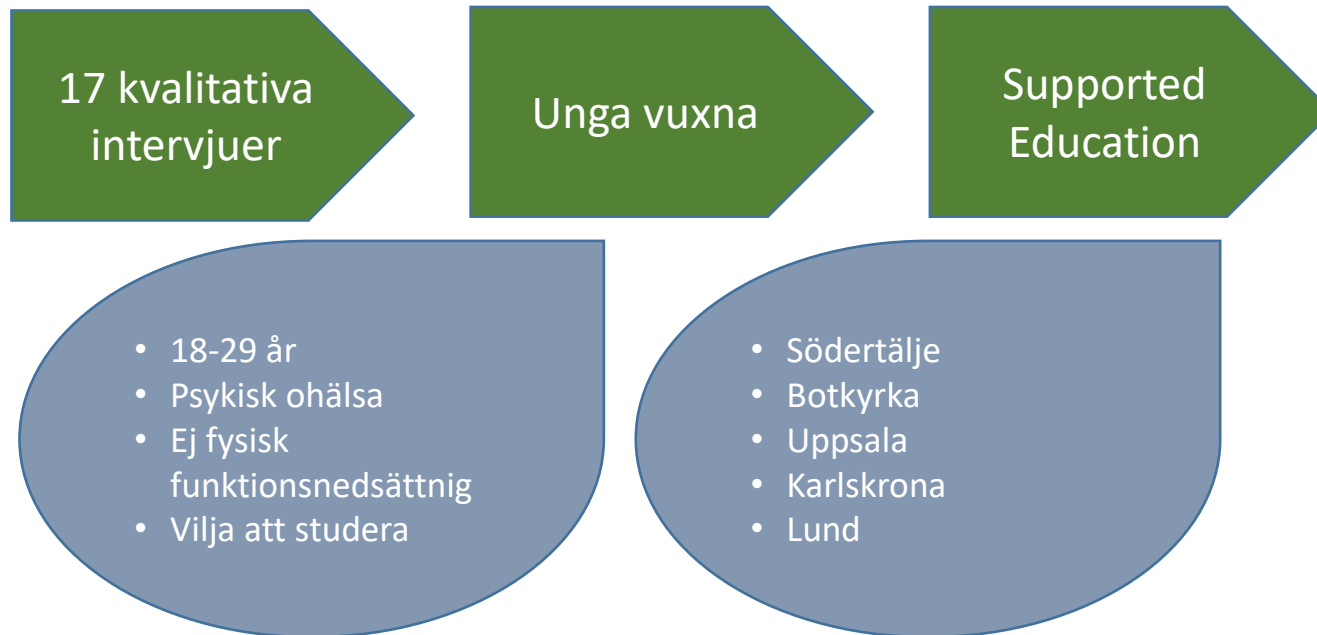 17 kvalitativa
intervjuer
Unga vuxna
Supported
Education
• 18-29 år
• Psykisk ohälsa
• Ej fysisk
funktionsnedsättnig
• Vilja att studera
• Södertälje
• Botkyrka
• Uppsala
• Karlskrona
• Lund